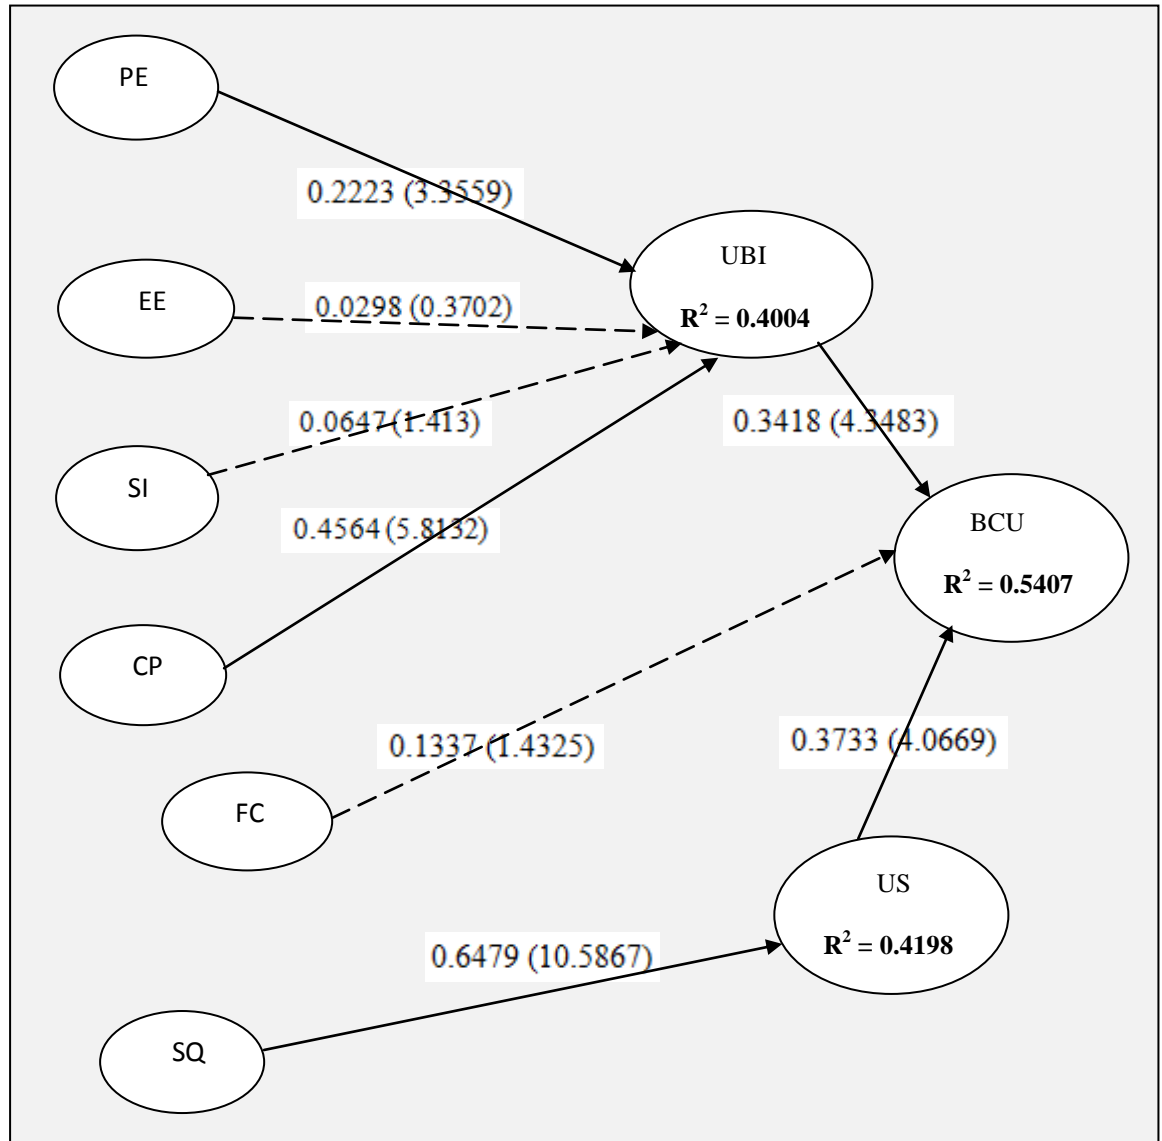 PE
0.2223 (3.3559)
UBI
R² = 0.4004
EE
0.0298 (0.3702)
0.0647 (1.413)
0.3418 (4.3483)
SI
0.4564 (5.8132)
BCU
R² = 0.5407
CP
0.1337 (1.4325)
0.3733 (4.0669)
FC
US
R² = 0.4198
0.6479 (10.5867)
SQ